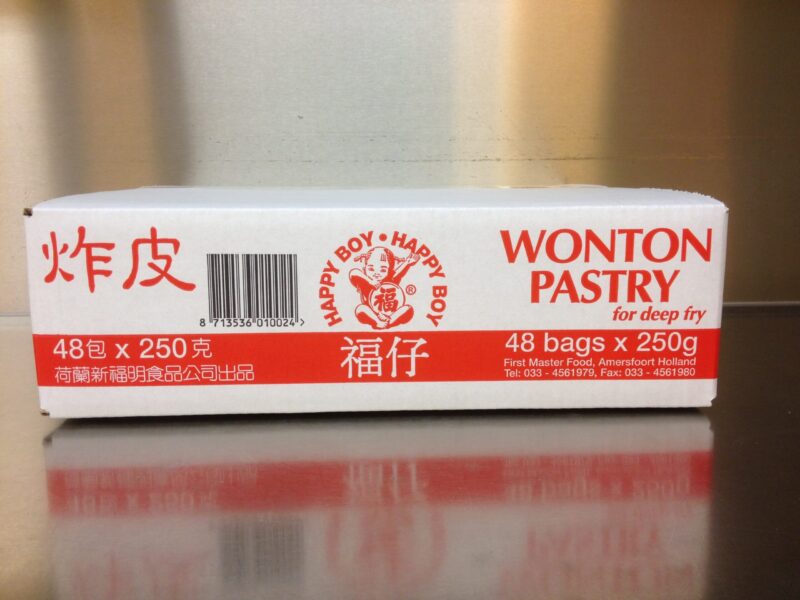 炸皮
8 713536 010024 >
HAPPY BOY • HAPPY BOY
福
®
福仔
WONTON
PASTRY
for deep fry
48包 x 250克
荷蘭新福明食品公司出品
48 bags x 250g
First Master Food, Amersfoort Holland
Tel: 033 - 4561979, Fax: 033 - 4561980